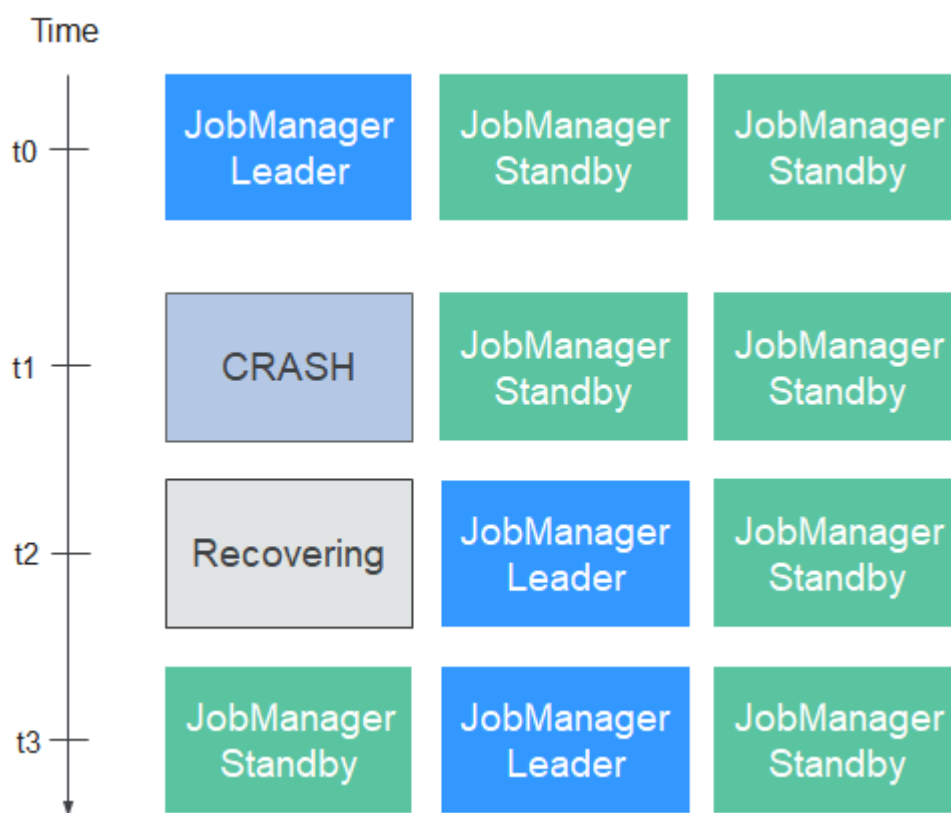 Time
t0
JobManager
Leader
JobManager
Standby
JobManager
Standby
t1
CRASH
JobManager
Standby
JobManager
Standby
t2
Recovering
JobManager
Leader
JobManager
Standby
t3
JobManager
Standby
JobManager
Leader
JobManager
Standby